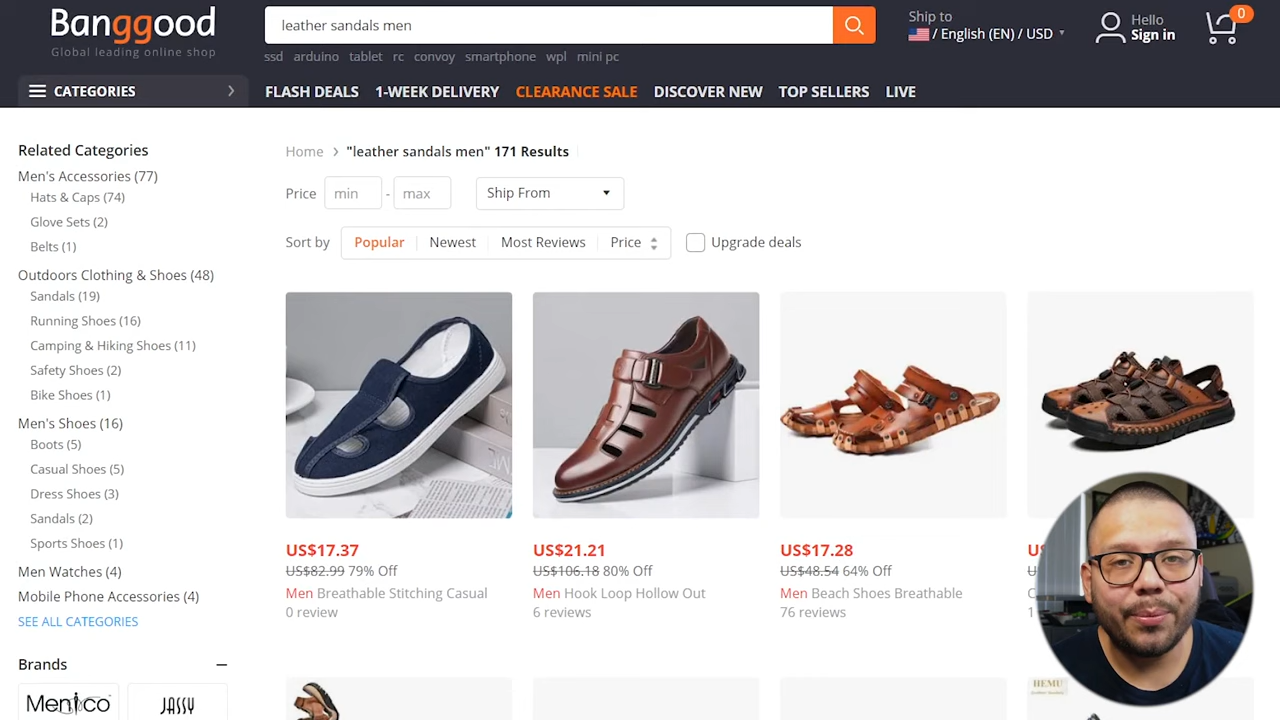 Banggood
Global leading online shop
leather sandals men
ssd arduino tablet rc convoy smartphone wpl mini pc
Ship to
/ English (EN) / USD
Hello
Sign in
0
CATEGORIES
FLASH DEALS 1-WEEK DELIVERY CLEARANCE SALE DISCOVER NEW TOP SELLERS LIVE
Related Categories
Men's Accessories (77)
Hats & Caps (74)
Glove Sets (2)
Belts (1)
Outdoors Clothing & Shoes (48)
Sandals (19)
Running Shoes (16)
Camping & Hiking Shoes (11)
Safety Shoes (2)
Bike Shoes (1)
Men's Shoes (16)
Boots (5)
Casual Shoes (5)
Dress Shoes (3)
Sandals (2)
Sports Shoes (1)
Men Watches (4)
Mobile Phone Accessories (4)
SEE ALL CATEGORIES
Brands
Menico
JASSY
Home > "leather sandals men" 171 Results
Price min - max Ship From
Sort by Popular Newest Most Reviews Price Upgrade deals
US$17.37
US$82.99 79% Off
Men Breathable Stitching Casual
0 review
US$21.21
US$106.18 80% Off
Men Hook Loop Hollow Out
6 reviews
US$17.28
US$48.54 64% Off
Men Beach Shoes Breathable
76 reviews
HEMU